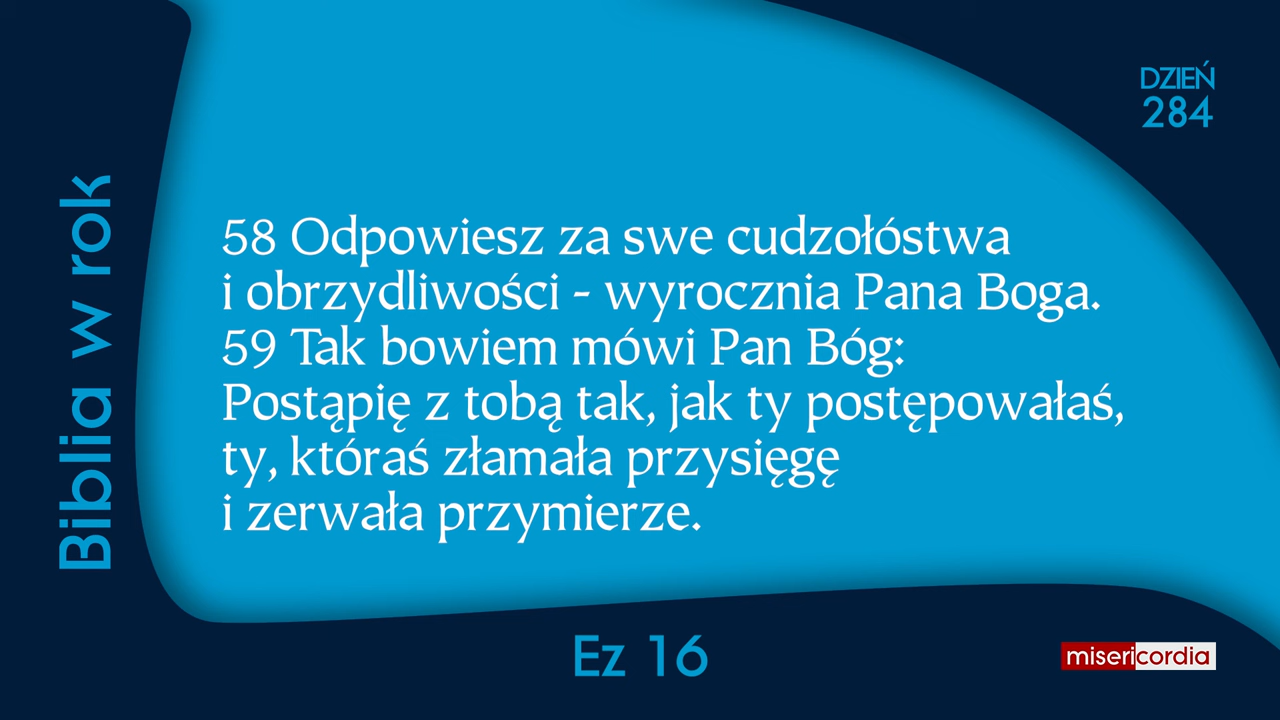 DZIEŃ
284
Biblia w rok
58 Odpowiesz za swe cudzołóstwa
i obrzydliwości - wyrocznia Pana Boga.
59 Tak bowiem mówi Pan Bóg:
Postąpię z tobą tak, jak ty postępowałaś,
ty, któraś złamała przysięgę
i zerwała przymierze.
Ez 16
misericordia